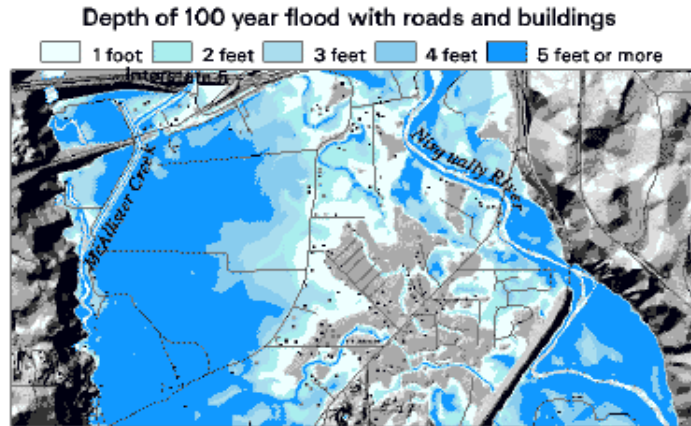 Depth of 100 year flood with roads and buildings
1 foot 2 feet 3 feet 4 feet 5 feet or more
Interstate 5
McAllister Creek
Nisqually River